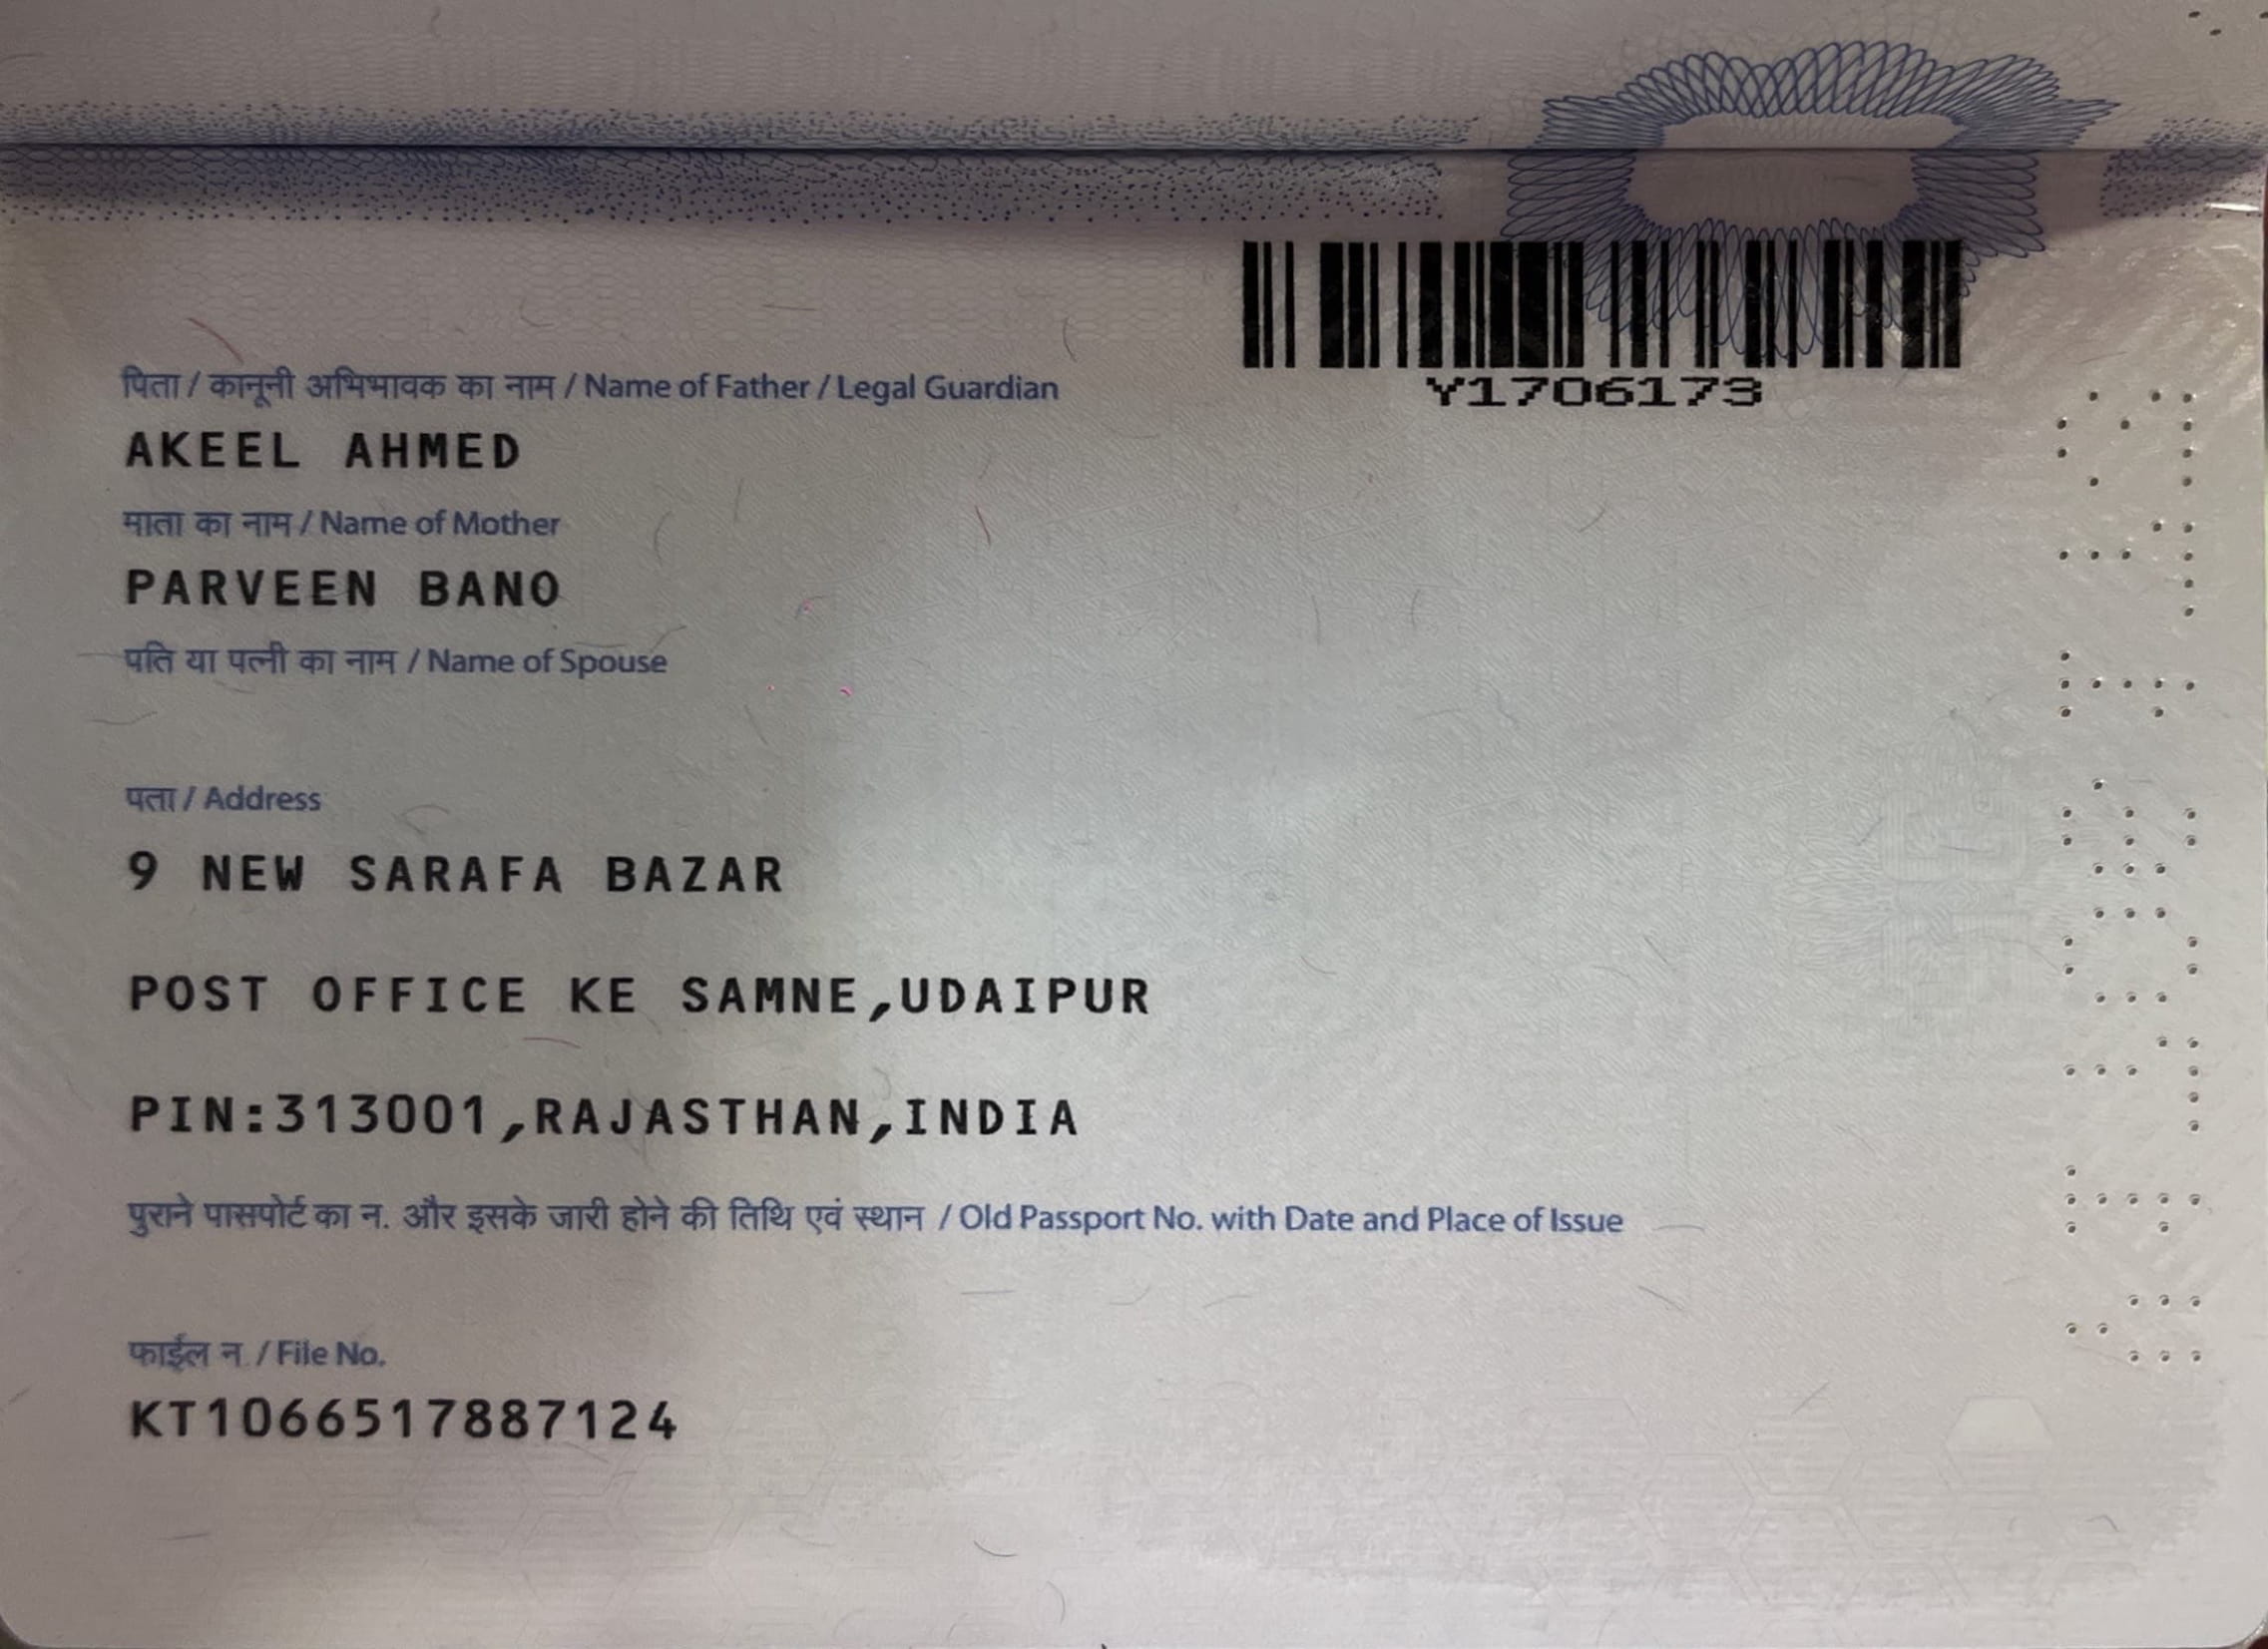 Y1706173
पिता / कानूनी अभिभावक का नाम / Name of Father / Legal Guardian
AKEEL AHMED
माता का नाम / Name of Mother
PARVEEN BANO
पति या पत्नी का नाम / Name of Spouse
पता / Address
9 NEW SARAFA BAZAR
POST OFFICE KE SAMNE,UDAIPUR
PIN:313001,RAJASTHAN,INDIA
पुराने पासपोर्ट का न. और इसके जारी होने की तिथि एवं स्थान / Old Passport No. with Date and Place of Issue
फाईल न. / File No.
KT1066517887124
Y1706173